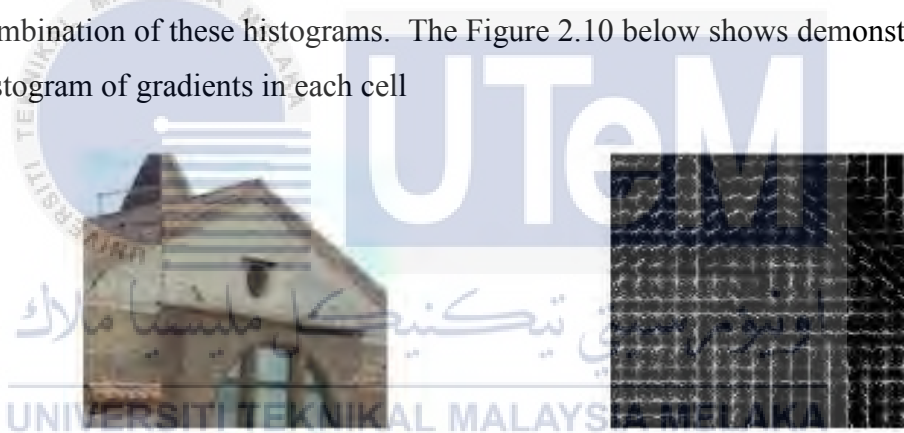 mbination of these histograms. The Figure 2.10 below shows demonst
stogram of gradients in each cell
UTeM
اونيورسيتي تيكنيكل مليسيا ملاك
UNIVERSITI TEKNIKAL MALAYSIA MELAKA